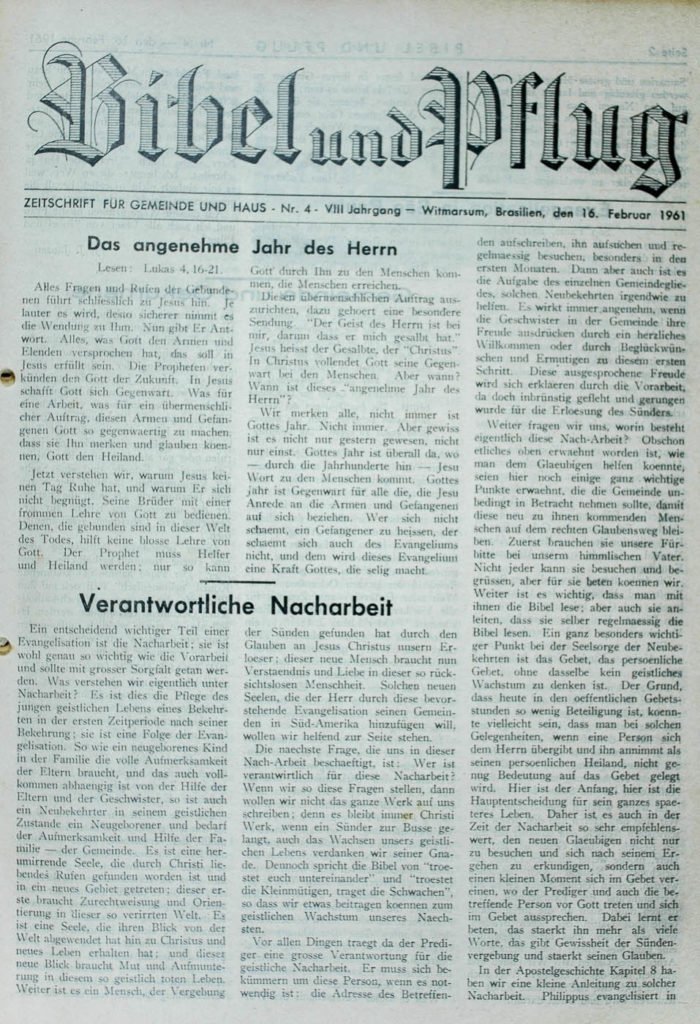 Bibel und Pflug
ZEITSCHRIFT FÜR GEMEINDE UND HAUS - Nr. 4 - VIII Jahrgang — Witmarsum, Brasilien, den 16. Februar 1961
Das angenehme Jahr des Herrn
Lesen: Lukas 4, 16-21.
Alles Fragen und Rufen der Gebunde-
nen führt schliesslich zu Jesus hin. Je
lauter es wird, desto sicherer nimmt es
die Wendung zu Ihm. Nun gibt Er Ant-
wort. Alles, was Gott den Armen und
Elenden versprochen hat, das soll in
Jesus erfüllt sein. Die Propheten ver-
künden den Gott der Zukunft. In Jesus
schafft Gott sich Gegenwart. Was für
eine Arbeit, was für ein übermenschli-
cher Auftrag, diesen Armen und Gefan-
genen Gott so gegenwaertig zu machen,
dass sie Ihn merken und glauben koen-
nen, Gott den Heiland.
Jetzt verstehen wir, warum Jesus kei-
nen Tag Ruhe hat, und warum Er sich
nicht begnügt, Seine Brüder mit einer
frommen Lehre von Gott zu bedienen.
Denen, die gebunden sind in dieser Welt
des Todes, hilft keine blosse Lehre von
Gott. Der Prophet muss Helfer
und Heiland werden; nur so kann
Gott durch Ihn zu den Menschen kom-
men, die Menschen erreichen.
Diesen übermenschlichen Auftrag aus-
zurichten, dazu gehoert eine besondere
Sendung. "Der Geist des Herrn ist bei
mir, darum dass er mich gesalbt hat."
Jesus heisst der Gesalbte, der "Christus".
In Christus vollendet Gott seine Gegen-
wart bei den Menschen. Aber wann?
Wann ist dieses "angenehme Jahr des
Herrn"?
Wir merken alle, nicht immer ist
Gottes Jahr. Nicht immer. Aber gewiss
ist es nicht nur gestern gewesen, nicht
nur einst. Gottes Jahr ist überall da, wo
— durch die Jahrhunderte hin — Jesu
Wort zu den Menschen kommt. Gottes
Jahr ist Gegenwart für alle die, die Jesu
Anrede an die Armen und Gefangenen
auf sich beziehen. Wer sich nicht
schaemt, ein Gefangener zu heissen, der
schaemt sich auch des Evangeliums
nicht, und dem wird dieses Evangelium
eine Kraft Gottes, die selig macht.
Verantwortliche Nacharbeit
Ein entscheidend wichtiger Teil einer
Evangelisation ist die Nacharbeit; sie ist
wohl genau so wichtig wie die Vorarbeit
und sollte mit grosser Sorgfalt getan wer-
den. Was verstehen wir eigentlich unter
Nacharbeit? Es ist dies die Pflege des
jungen geistlichen Lebens eines Bekehr-
ten in der ersten Zeitperiode nach seiner
Bekehrung; sie ist eine Folge der Evan-
gelisation. So wie ein neugeborenes Kind
in der Familie die volle Aufmerksamkeit
der Eltern braucht, und das auch voll-
kommen abhaengig ist von der Hilfe der
Eltern und der Geschwister, so ist auch
ein Neubekehrter in seinem geistlichen
Zustande ein Neugeborener und bedarf
der Aufmerksamkeit und Hilfe der Fa-
milie — der Gemeinde. Es ist eine her-
umirrende Seele, die durch Christi lie-
bendes Rufen gefunden worden ist und
in ein neues Gebiet getreten; dieser er-
ste braucht Zurechtweisung und Orien-
tierung in dieser so verirrten Welt. Es
ist eine Seele, die ihren Blick von der
Welt abgewendet hat hin zu Christus und
neues Leben erhalten hat; und dieser
neue Blick braucht Mut und Aufmunte-
rung in diesem so geistlich toten Leben.
Weiter ist es ein Mensch, der Vergebung
der Sünden gefunden hat durch den
Glauben an Jesus Christus unsern Er-
loeser; dieser neue Mensch braucht nun
Verstaendnis und Liebe in dieser so rück-
sichtslosen Menschheit. Solchen neuen
Seelen, die der Herr durch diese bevor-
stehende Evangelisation seinen Gemein-
den in Süd-Amerika hinzufügen will,
wollen wir helfend zur Seite stehen.
Die naechste Frage, die uns in dieser
Nach-Arbeit beschaeftigt, ist: Wer ist
verantwirtlich für diese Nacharbeit?
Wenn wir so diese Fragen stellen, dann
wollen wir nicht das ganze Werk auf uns
schreiben; denn es bleibt immer Christi
Werk, wenn ein Sünder zur Busse ge-
langt, auch das Wachsen unsers geistli-
chen Lebens verdanken wir seiner Gna-
de. Dennoch spricht die Bibel von "troe-
stet euch untereinander" und "troestet
die Kleinmütigen, traget die Schwachen",
so dass wir etwas beitragen koennen zum
geistlichen Wachstum unseres Naech-
sten.
Vor allen Dingen traegt da der Predi-
ger eine grosse Verantwortung für die
geistliche Nacharbeit. Er muss sich be-
kümmern um diese Person, wenn es not-
wendig ist: die Adresse des Betreffen-
den aufschreiben, ihn aufsuchen und re-
gelmaessig besuchen, besonders in den
ersten Monaten. Dann aber auch ist es
die Aufgabe des einzelnen Gemeindeglie-
des, solchen Neubekehrten irgendwie zu
helfen. Es wirkt immer angenehm, wenn
die Geschwister in der Gemeinde ihre
Freude ausdrücken durch ein herzliches
Willkommen oder durch Beglückwün-
schen und Ermutigen zu diesem ersten
Schritt. Diese ausgesprochene Freude
wird sich erklaeren durch die Vorarbeit,
da doch inbrünstig gefleht und gerungen
wurde für die Erloesung des Sünders.
Weiter fragen wir uns, worin besteht
eigentlich diese Nach-Arbeit? Obschon
etliches oben erwaehnt worden ist, wie
man dem Glaeubigen helfen koennte,
seien hier noch einige ganz wichtige
Punkte erwaehnt, die die Gemeinde un-
bedingt in Betracht nehmen sollte, damit
diese neu zu ihnen kommenden Men-
schen auf dem rechten Glaubensweg blei-
ben. Zuerst brauchen sie unsere Für-
bitte bei unserm himmlischen Vater.
Nicht jeder kann sie besuchen und be-
grüssen, aber für sie beten koennen wir.
Weiter ist es wichtig, dass man mit
ihnen die Bibel lese; aber auch sie an-
leiten, dass sie selber regelmaessig die
Bibel lesen. Ein ganz besonders wichti-
ger Punkt bei der Seelsorge der Neube-
kehrten ist das Gebet, das persoenliche
Gebet, ohne dasselbe kein geistliches
Wachstum zu denken ist. Der Grund,
dass heute in den oeffentlichen Gebets-
stunden so wenig Beteiligung ist, koenn-
te vielleicht sein, dass man bei solchen
Gelegenheiten, wenn eine Person sich
dem Herrn übergibt und ihn annimmt als
seinen persoenlichen Heiland, nicht ge-
nug Bedeutung auf das Gebet gelegt
wird. Hier ist der Anfang, hier ist die
Hauptentscheidung für sein ganzes spae-
teres Leben. Daher ist es auch in der
Zeit der Nacharbeit so sehr empfehlens-
wert, den neuen Glaeubigen nicht nur
zu besuchen und sich nach seinem Er-
gehen zu erkundigen, sondern auch
einen kleinen Moment sich im Gebet ver-
einen, wo der Prediger und auch die be-
treffende Person vor Gott treten und sich
im Gebet aussprechen. Dabei lernt er
beten, das staerkt ihn mehr als viele
Worte, das gibt Gewissheit der Sünden-
vergebung und staerkt seinen Glauben.
In der Apostelgeschichte Kapitel 8 ha-
ben wir eine kleine Anleitung zu solcher
Nacharbeit. Philippus evangelisiert in